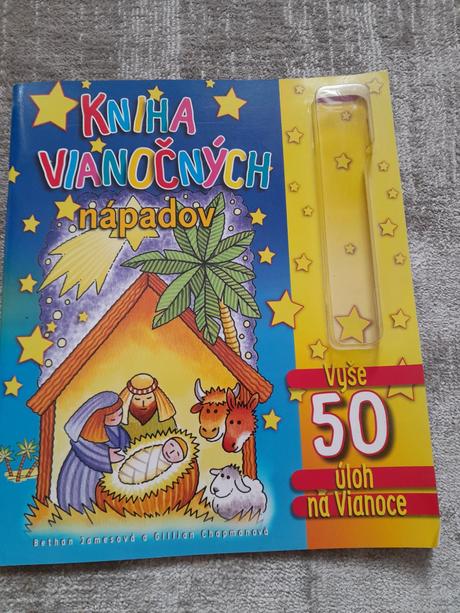 KNIHA
VIANOČNÝCH
nápadov
Vyše
50
úloh
na Vianoce
Bethan Jamesová a Gillian Chapmanová